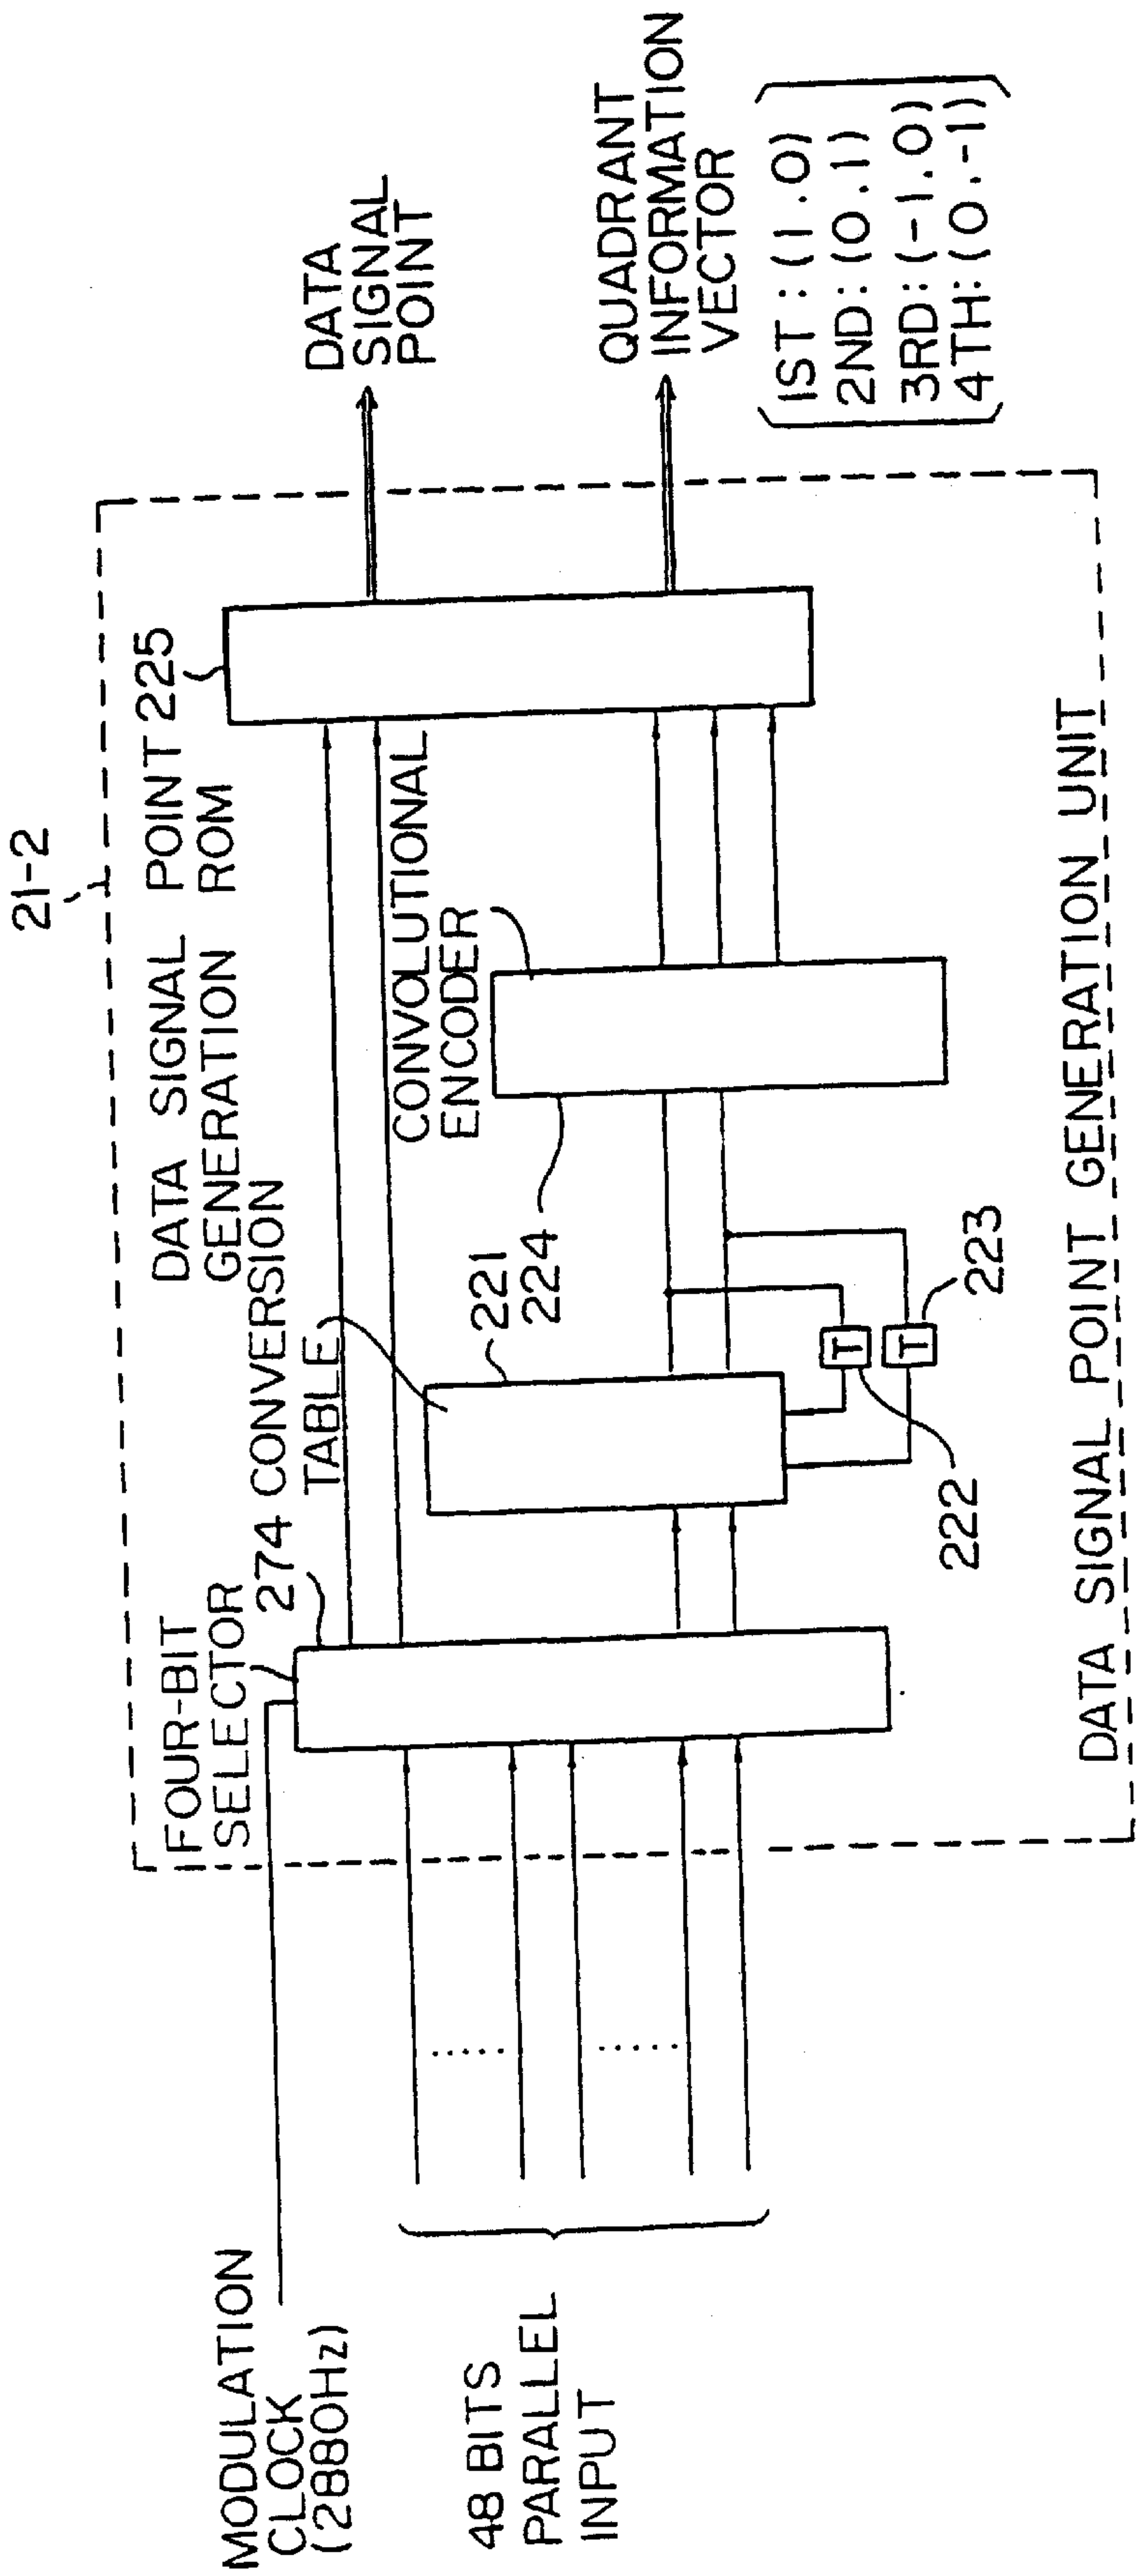 21-2
MODULATION
CLOCK
(2880Hz)
48 BITS
PARALLEL
INPUT
FOUR-BIT
SELECTOR
274
CONVERSION
TABLE
221
222
T
T
223
224
CONVOLUTIONAL
ENCODER
DATA SIGNAL POINT
GENERATION ROM
225
DATA
SIGNAL
POINT
QUADRANT
INFORMATION
VECTOR
1ST : (1.0)
2ND: (0.1)
3RD: (-1.0)
4TH: (0.-1)
DATA SIGNAL POINT GENERATION UNIT